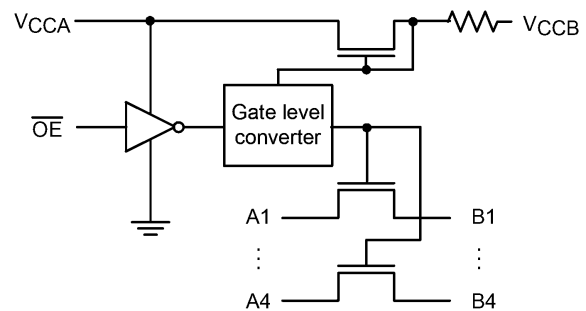 VCCA
VCCB
OE
Gate level
converter
A1
B1
A4
B4